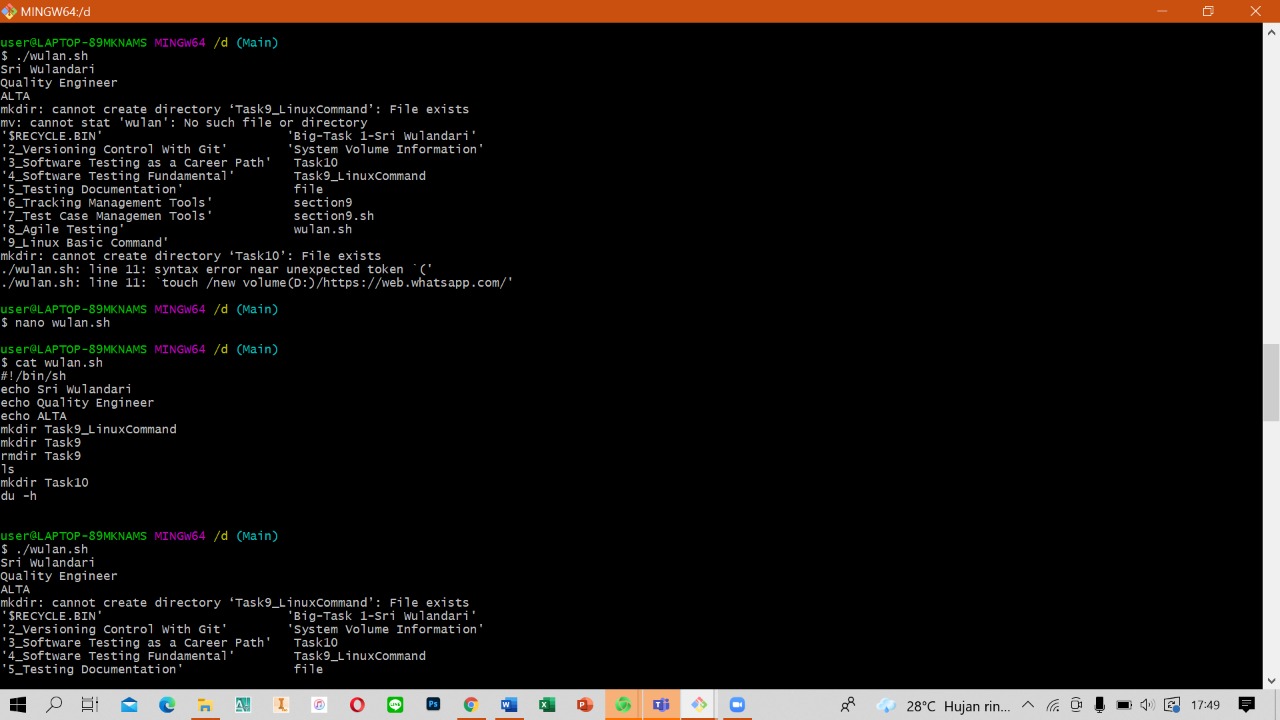 MINGW64:/d
user@LAPTOP-89MKNAMS MINGW64 /d (Main)
$ ./wulan.sh
Sri Wulandari
Quality Engineer
ALTA
mkdir: cannot create directory ‘Task9_LinuxCommand’: File exists
mv: cannot stat 'wulan': No such file or directory
'$RECYCLE.BIN' 'Big-Task 1-Sri Wulandari'
'2_Versioning Control With Git' 'System Volume Information'
'3_Software Testing as a Career Path' Task10
'4_Software Testing Fundamental' Task9_LinuxCommand
'5_Testing Documentation' file
'6_Tracking Management Tools' section9
'7_Test Case Managemen Tools' section9.sh
'8_Agile Testing' wulan.sh
'9_Linux Basic Command'
mkdir: cannot create directory ‘Task10’: File exists
./wulan.sh: line 11: syntax error near unexpected token `('
./wulan.sh: line 11: `touch /new volume(D:)/https://web.whatsapp.com/'
user@LAPTOP-89MKNAMS MINGW64 /d (Main)
$ nano wulan.sh
user@LAPTOP-89MKNAMS MINGW64 /d (Main)
$ cat wulan.sh
#!/bin/sh
echo Sri Wulandari
echo Quality Engineer
echo ALTA
mkdir Task9_LinuxCommand
mkdir Task9
rmdir Task9
ls
mkdir Task10
du -h
user@LAPTOP-89MKNAMS MINGW64 /d (Main)
$ ./wulan.sh
Sri Wulandari
Quality Engineer
ALTA
mkdir: cannot create directory ‘Task9_LinuxCommand’: File exists
'$RECYCLE.BIN' 'Big-Task 1-Sri Wulandari'
'2_Versioning Control With Git' 'System Volume Information'
'3_Software Testing as a Career Path' Task10
'4_Software Testing Fundamental' Task9_LinuxCommand
'5_Testing Documentation' file
28°C Hujan rin... 17:49